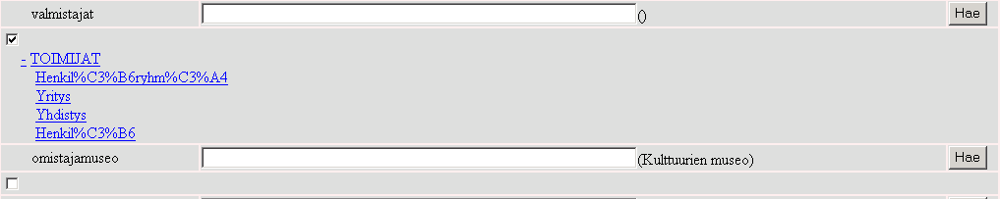 valmistajat () Hae
- TOIMIJAT
Henkil%C3%B6ryhm%C3%A4
Yritys
Yhdistys
Henkil%C3%B6
omistajamuseo (Kulttuurien museo) Hae